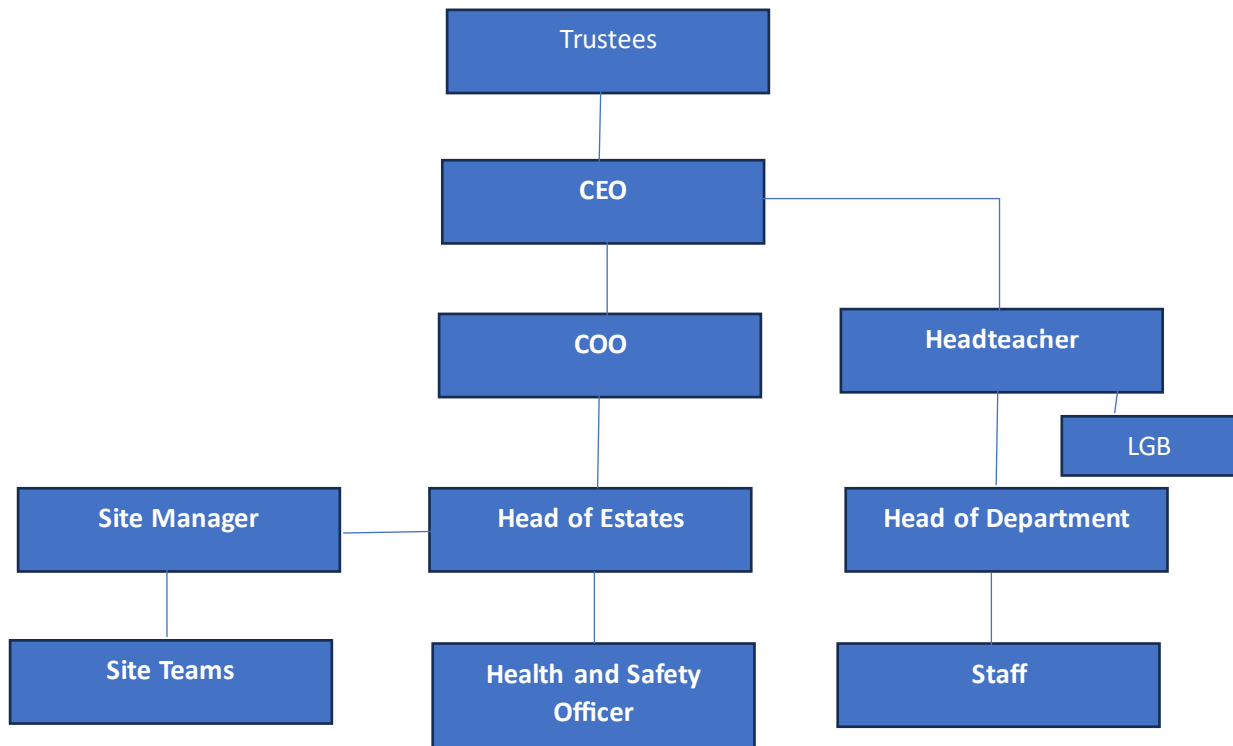 Trustees
CEO
COO
Headteacher
LGB
Site Manager
Head of Estates
Head of Department
Site Teams
Health and Safety
Officer
Staff